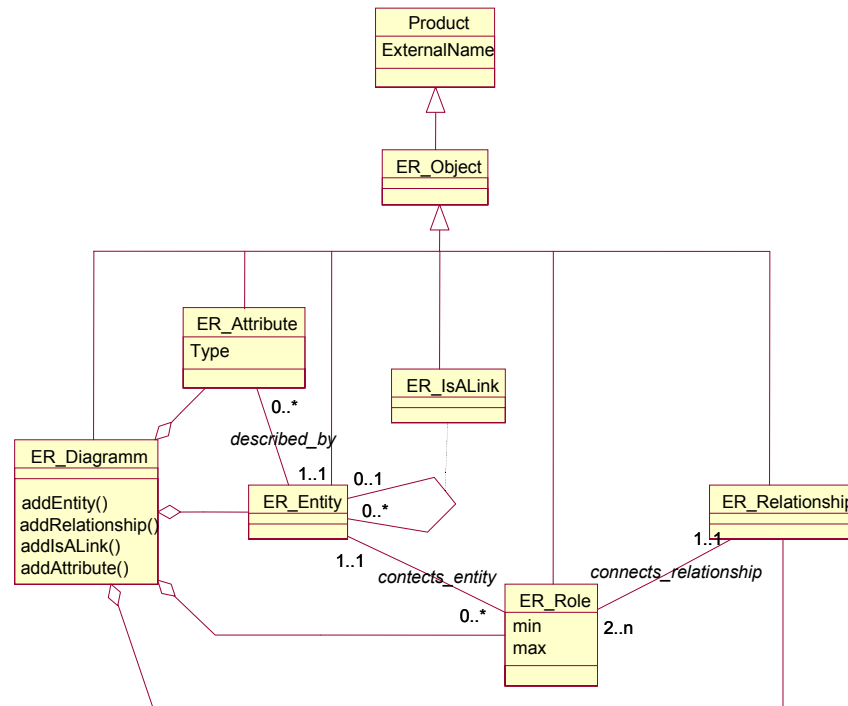 Product
ExternalName
ER_Object
ER_Attribute
Type
ER_IsALink
0..*
described_by
1..1
ER_Diagramm
addEntity()
addRelationship()
addIsALink()
addAttribute()
0..1
0..*
ER_Entity
ER_Relationship
1..1
contects_entity
1..1
connects_relationship
0..*
ER_Role
min
max
2..n